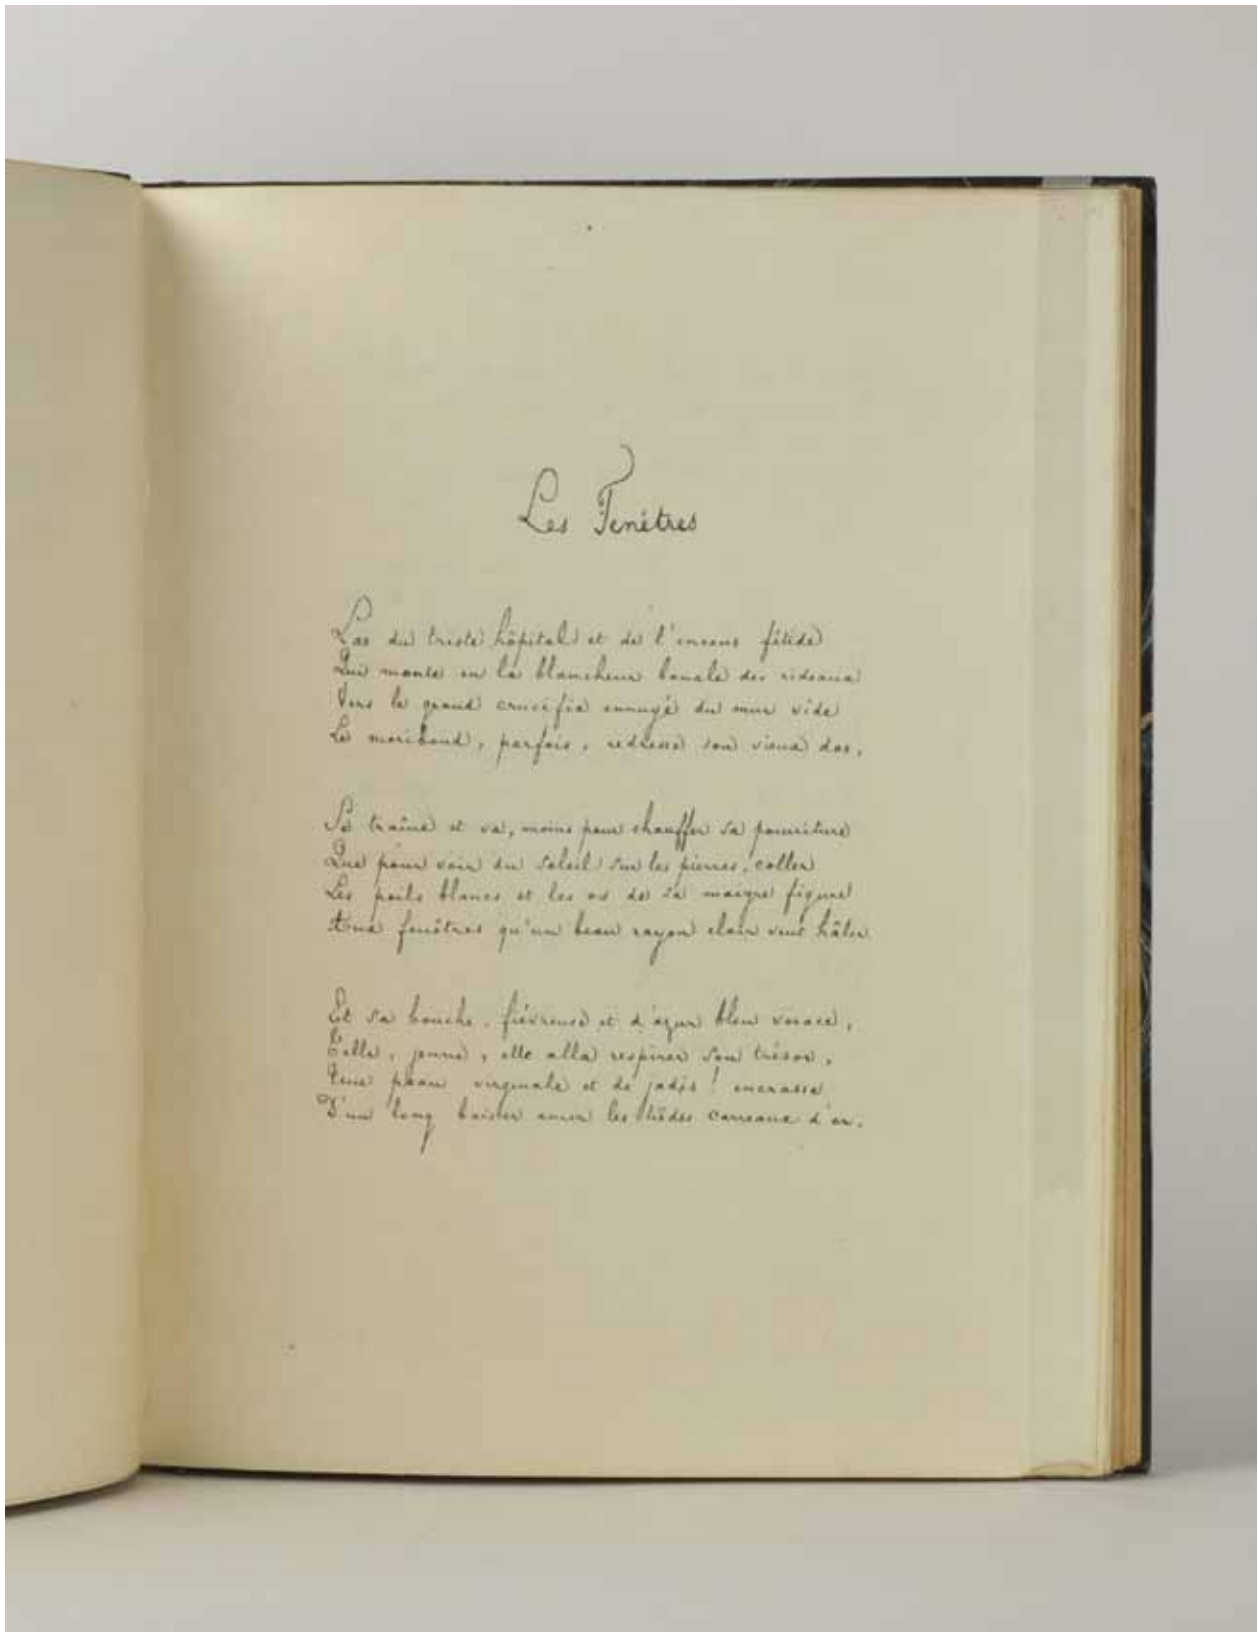 Les Fenêtres
Las du triste hôpital et de l'encens fétide
Qui monte en la blancheur banale des rideaux
Vers le grand crucifix ennuyé du mur vide
Le moribond, parfois, redresse son vieux dos,
Se traîne et va, moins pour chauffer sa pourriture
Que pour voir du soleil sur les pierres, coller
Les poils blancs et les os de sa maigre figure
Aux fenêtres qu'un beau rayon clair veut hâler.
Et sa bouche, fiévreuse et d'azur bleu vorace,
Telle, jeune, elle alla respirer son trésor,
Une peau virginale et de jadis ! encrasse
D'un long baiser amer les tièdes carreaux d'or.